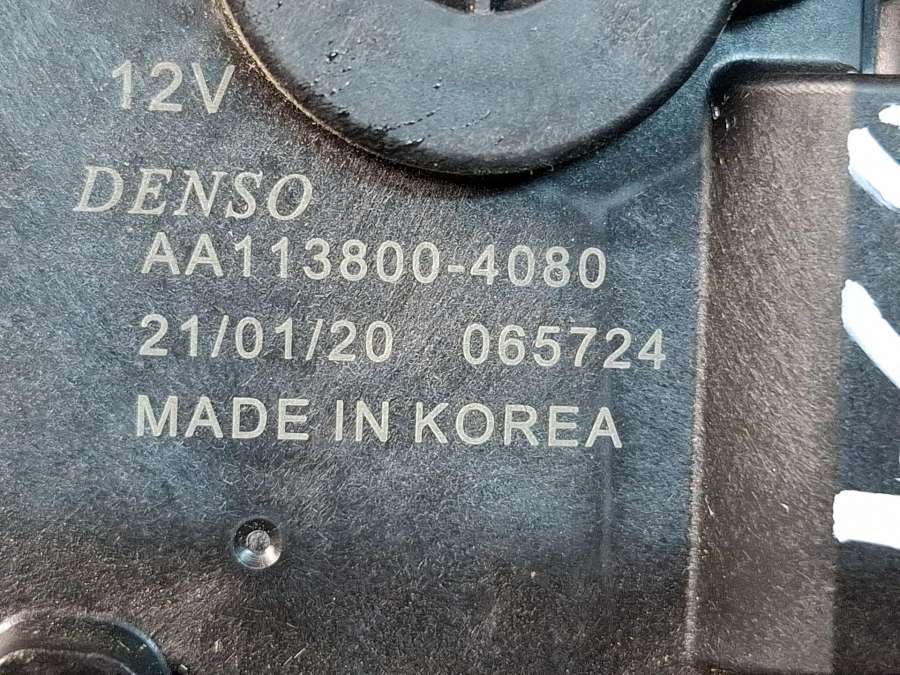 12V
DENSO
AA113800-4080
21/01/20 065724
MADE IN KOREA